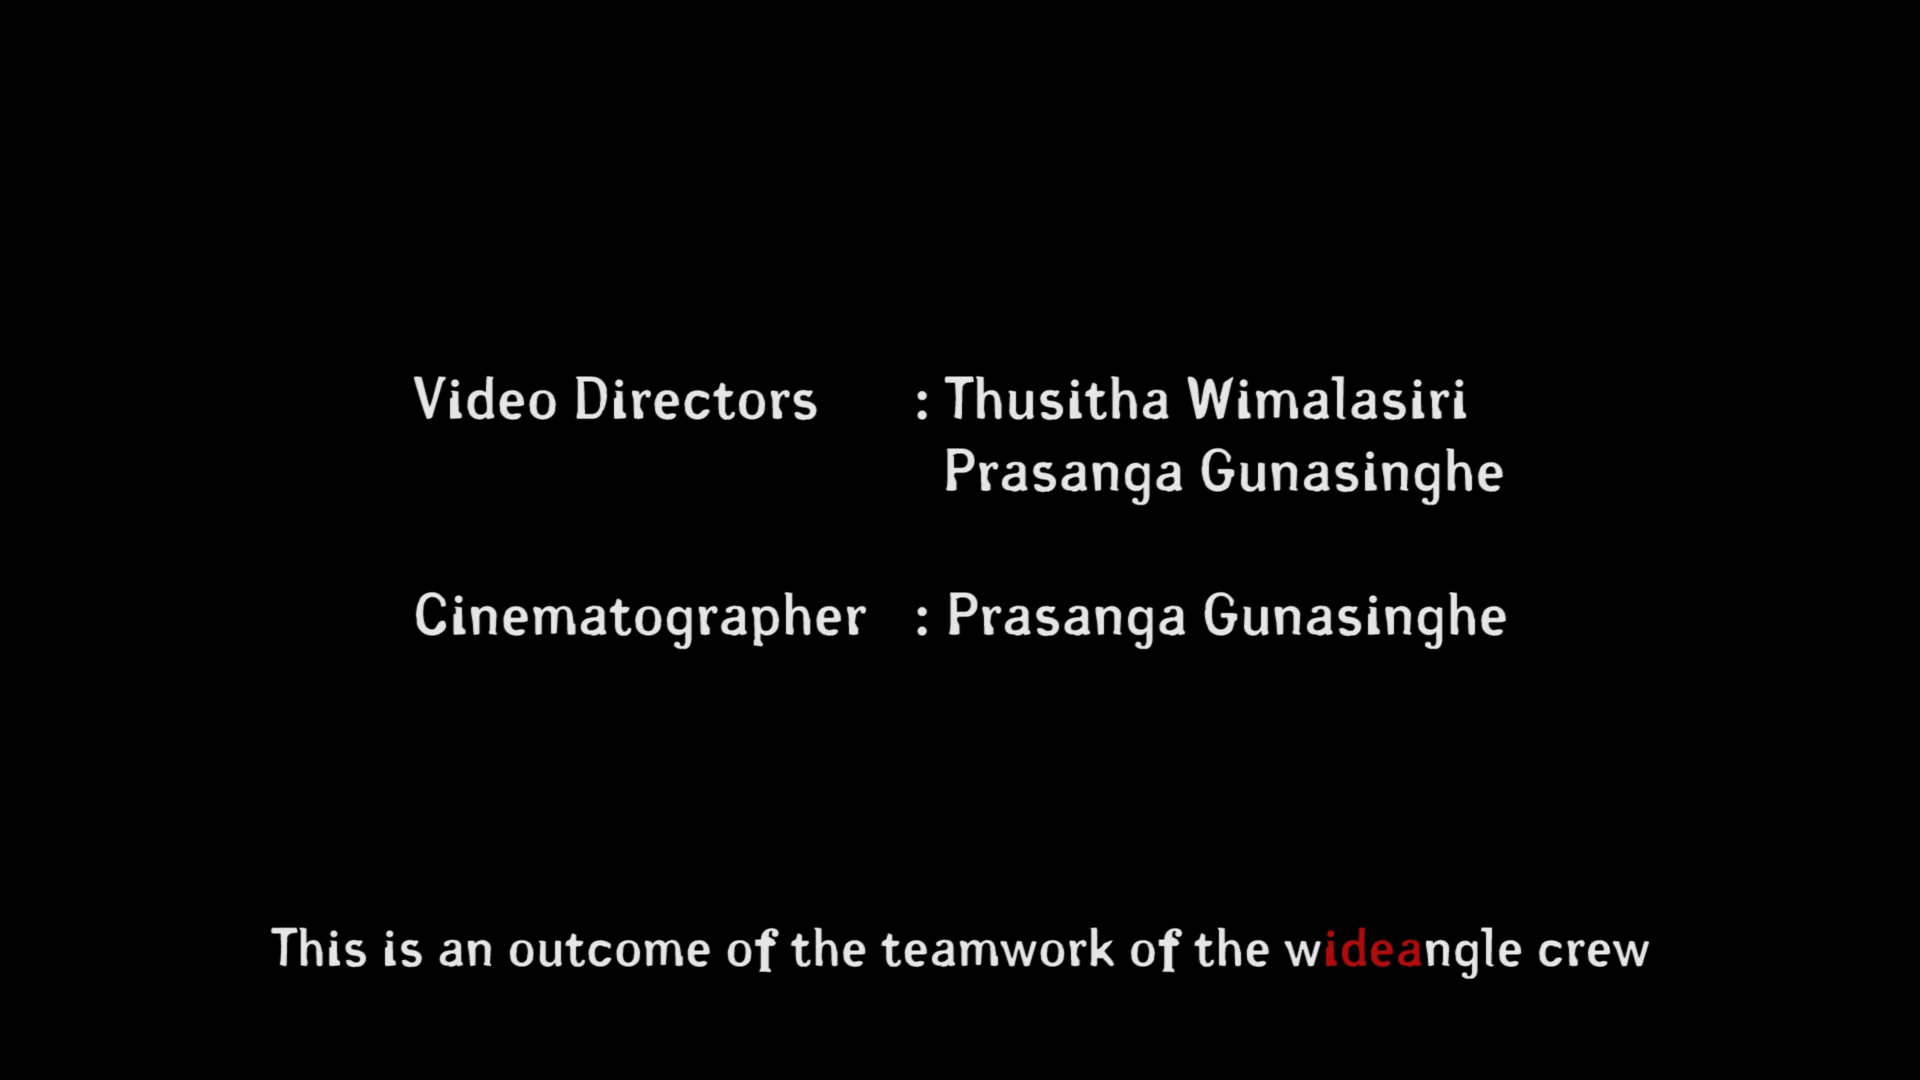 Video Directors : Thusitha Wimalasiri
Prasanga Gunasinghe
Cinematographer : Prasanga Gunasinghe
This is an outcome of the teamwork of the wideangle crew